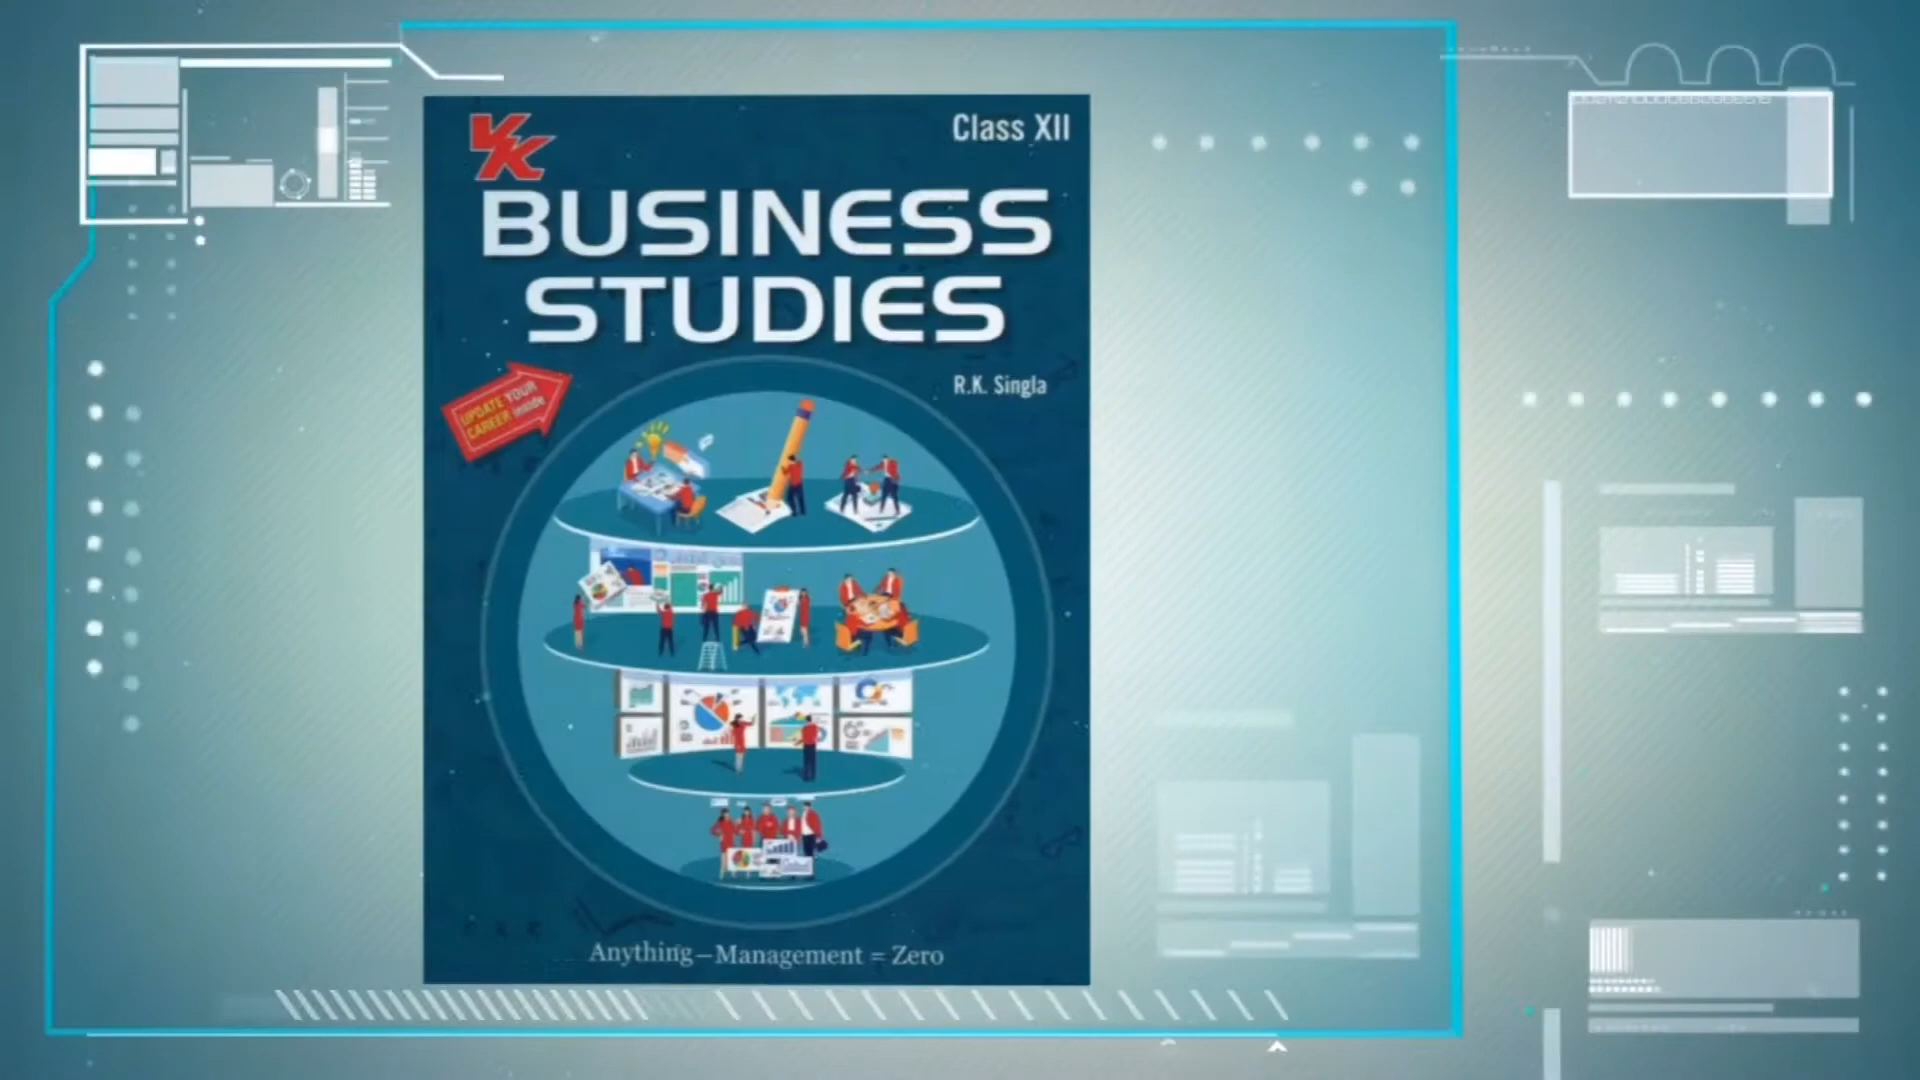 VK
Class XII
BUSINESS
STUDIES
R.K. Singla
UPDATE YOUR
CAREER inside
Anything–Management = Zero